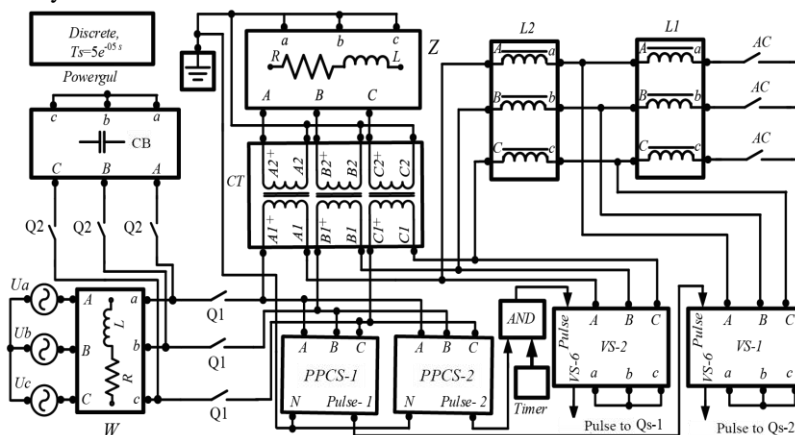 Discrete,
Ts=5e-05 s
Powergul
a b c
Z
R L
A B C
L2
L1
A a
B b
C c
A a
B b
C c
AC
AC
AC
c b a
CB
C B A
Q2 Q2 Q2
CT
A2+ A2 B2+ B2 C2+ C2
A1+ A1 B1+ B1 C1+ C1
Ua
Ub
Uc
A a
B b
C c
L
R
W
Q1
Q1
Q1
A B C
PPCS-1
N Pulse- 1
A B C
PPCS-2
N Pulse- 2
AND
Timer
Pulse A B C
VS-2
VS-6 a b c
Pulse to Qs-1
Pulse A B C
VS-1
VS-6 a b c
Pulse to Qs-2